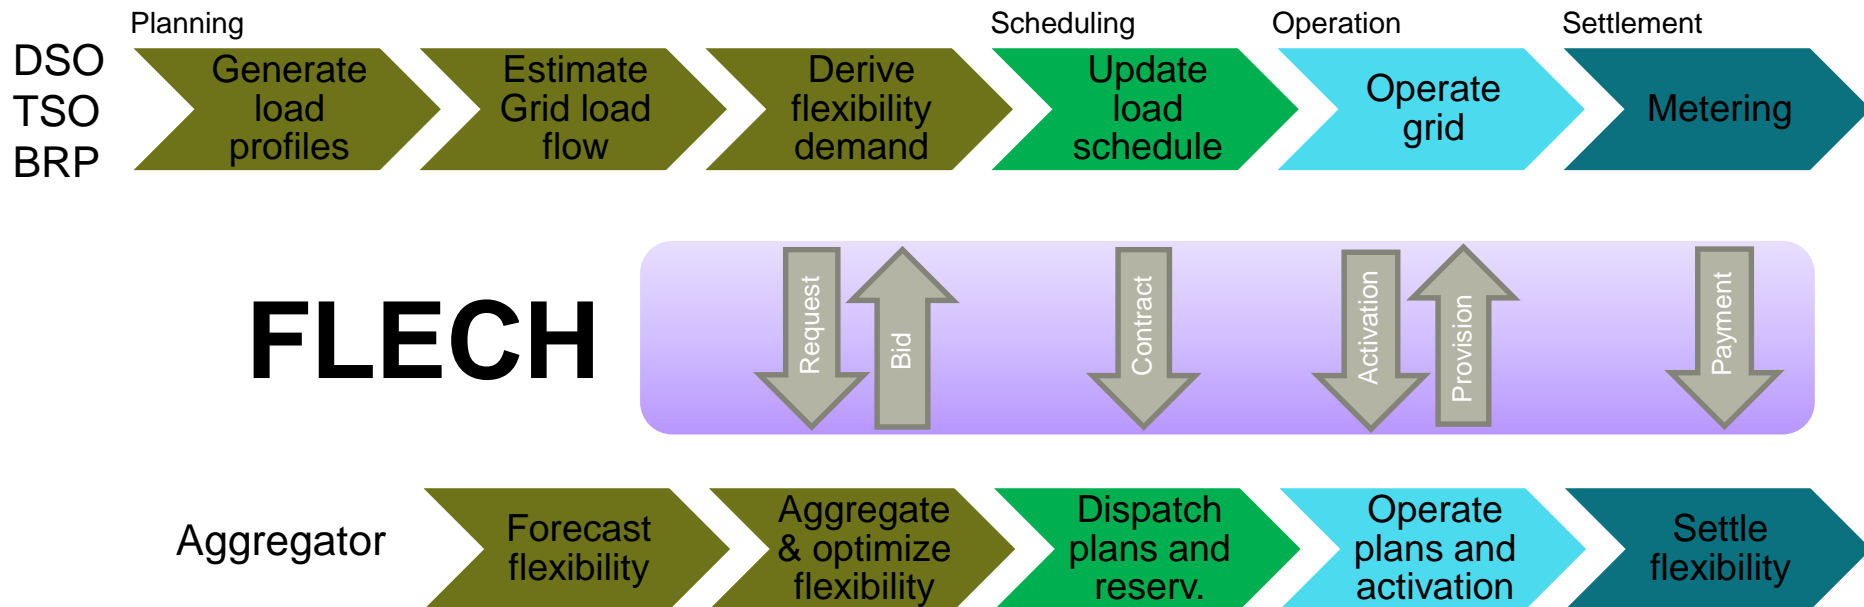 Planning
Scheduling
Operation
Settlement
DSO
TSO
BRP
Generate
load
profiles
Estimate
Grid load
flow
Derive
flexibility
demand
Update
load
schedule
Operate
grid
Metering
FLECH
Request
Bid
Contract
Activation
Provision
Payment
Aggregator
Forecast
flexibility
Aggregate
& optimize
flexibility
Dispatch
plans and
reserv.
Operate
plans and
activation
Settle
flexibility